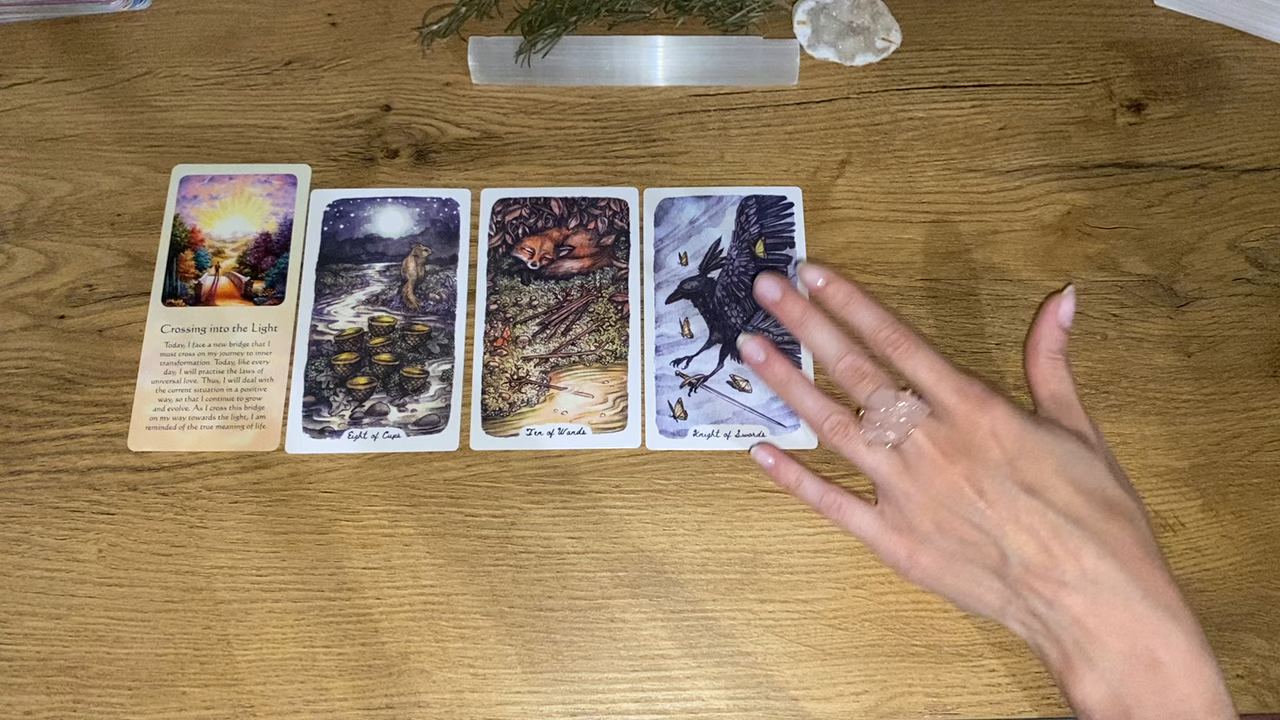 Crossing into the Light
Today, I face a new bridge that I
must cross on my journey to inner
transformation. Today, like every
day, I will practise the laws of
universal love. Thus, I will deal with
the current situation in a positive
way, so that I continue to grow
and evolve. As I cross this bridge
on my way towards the light, I am
reminded of the true meaning of life.
Eight of Cups
Ten of Wands
Knight of Swords